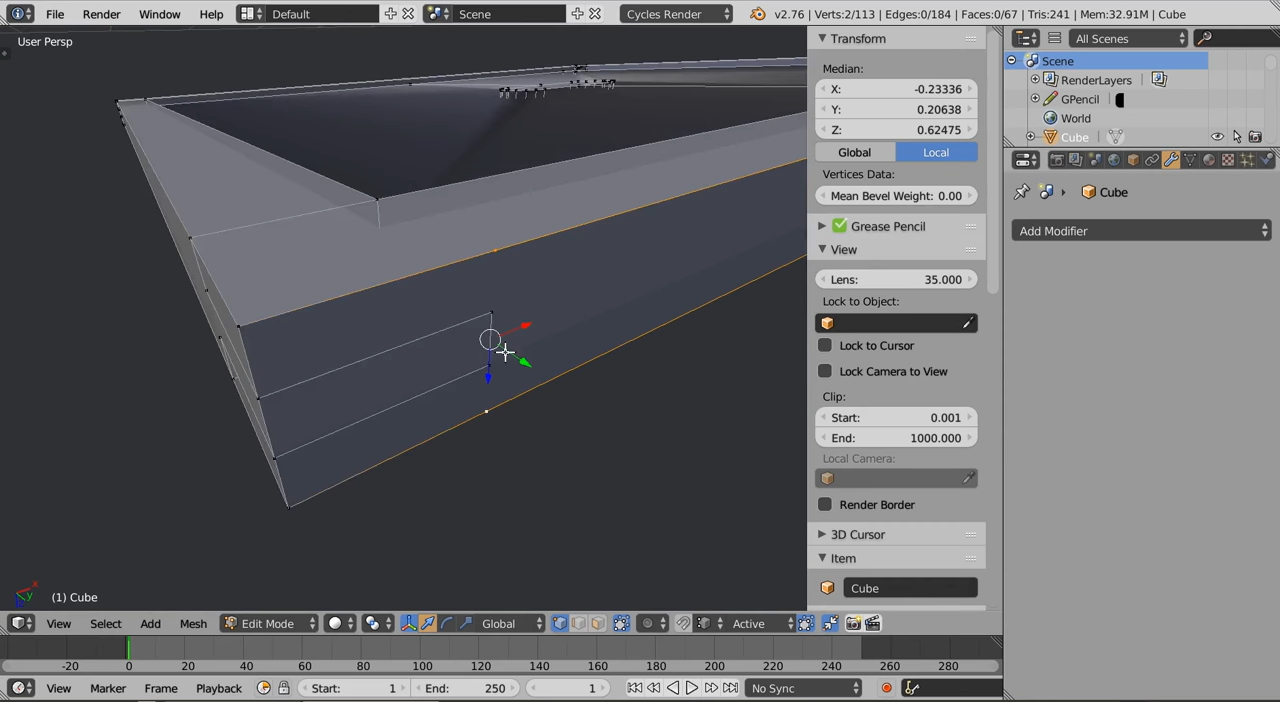 File Render Window Help Default Scene Cycles Render v2.76 | Verts:2/113 | Edges:0/184 | Faces:0/67 | Tris:241 | Mem:32.91M | Cube
User Persp
Transform
Median:
X: -0.23336
Y: 0.20638
Z: 0.62475
Global Local
Vertices Data:
Mean Bevel Weight: 0.00
Grease Pencil
View
Lens: 35.000
Lock to Object:
Lock to Cursor
Lock Camera to View
Clip:
Start: 0.001
End: 1000.000
Local Camera:
Render Border
3D Cursor
Item
Cube
All Scenes
Scene
RenderLayers
GPencil
World
Cube
Cube
Add Modifier
x
y
(1) Cube
View Select Add Mesh Edit Mode Global Active
-20 0 20 40 60 80 100 120 140 160 180 200 220 240 260 280
View Marker Frame Playback Start: 1 End: 250 1 No Sync